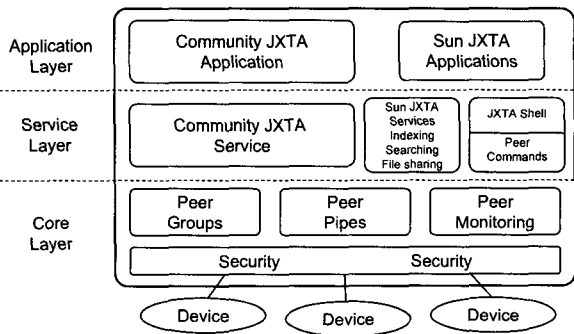 Application
Layer
Community JXTA
Application
Sun JXTA
Applications
Service
Layer
Community JXTA
Service
Sun JXTA
Services
Indexing
Searching
File sharing
JXTA Shell
Peer
Commands
Core
Layer
Peer
Groups
Peer
Pipes
Peer
Monitoring
Security
Security
Device
Device
Device